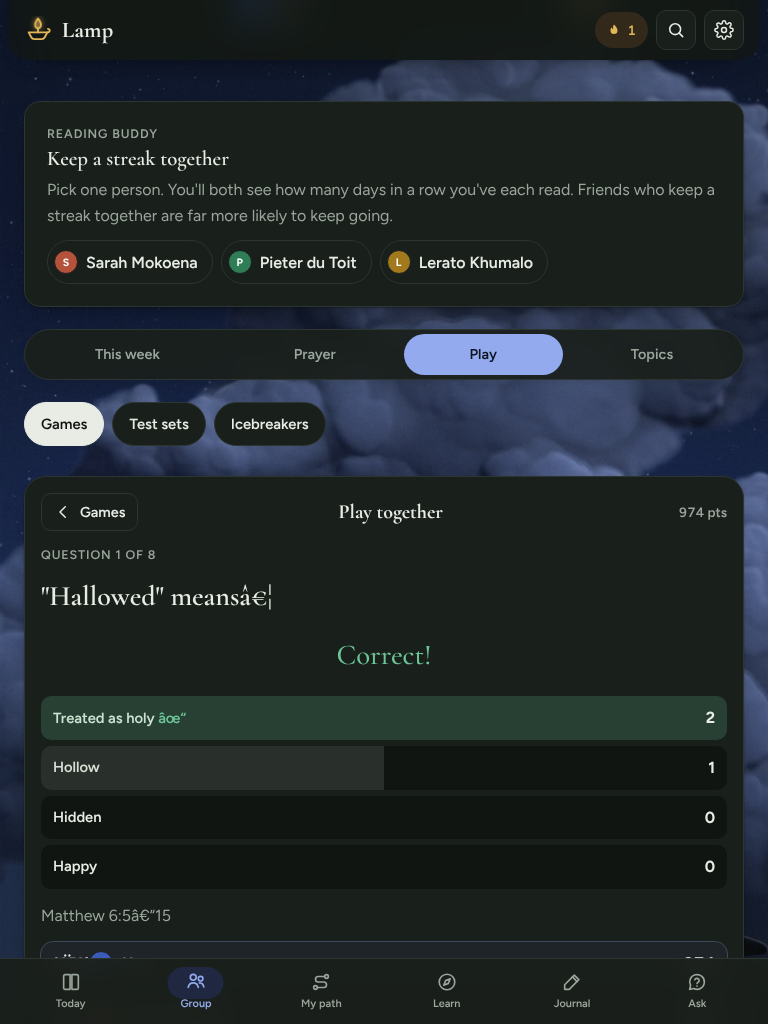 Lamp
1
READING BUDDY
Keep a streak together
Pick one person. You'll both see how many days in a row you've each read. Friends who keep a
streak together are far more likely to keep going.
S Sarah Mokoena
P Pieter du Toit
L Lerato Khumalo
This week
Prayer
Play
Topics
Games
Test sets
Icebreakers
Games
Play together
974 pts
QUESTION 1 OF 8
"Hallowed" meansâ€¦
Correct!
Treated as holy âœ“ 2
Hollow 1
Hidden 0
Happy 0
Matthew 6:5â€“15
Today
Group
My path
Learn
Journal
Ask